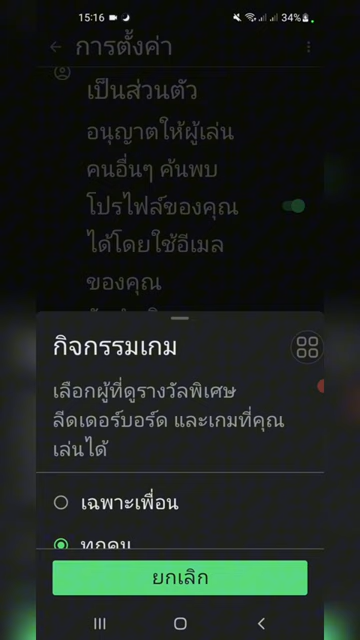 15:16
34%
การตั้งค่า
เป็นส่วนตัว
อนุญาตให้ผู้เล่น
คนอื่นๆ ค้นพบ
โปรไฟล์ของคุณ
ได้โดยใช้อีเมล
ของคุณ
กิจกรรมเกม
เลือกผู้ที่ดูรางวัลพิเศษ
ลีดเดอร์บอร์ด และเกมที่คุณ
เล่นได้
เฉพาะเพื่อน
ทุกคน
ยกเลิก